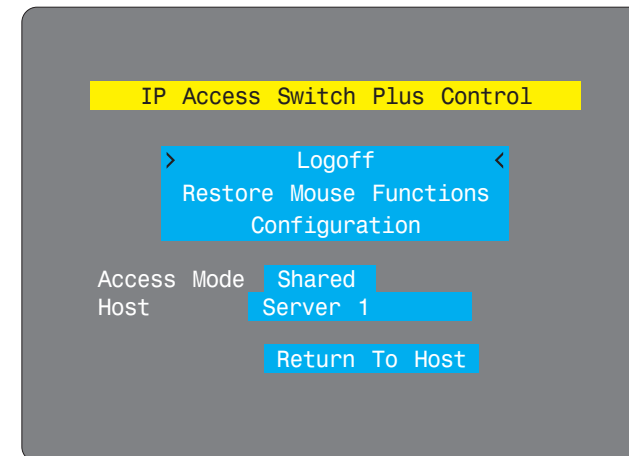 IP Access Switch Plus Control
> Logoff <
Restore Mouse Functions
Configuration
Access Mode Shared
Host Server 1
Return To Host